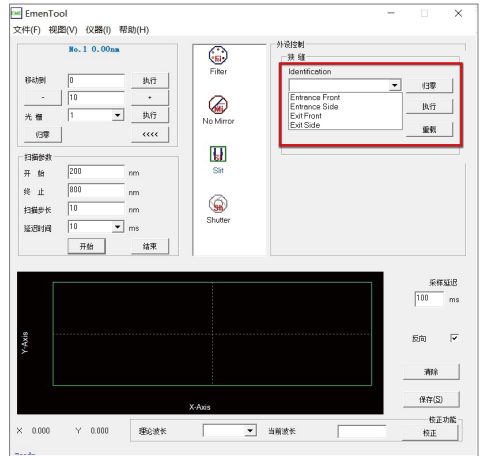 EmenTool
文件(F) 视图(V) 仪器(I) 帮助(H)
No.1 0.00nm
移动到 0 执行
- 10 +
光 栅 1 执行
归零 <<<<
扫描参数
开 始 200 nm
终 止 800 nm
扫描步长 10 nm
延迟时间 10 ms
开始 结束
Filter
No Mirror
Slit
Shutter
外设控制
狭 缝
Identification
归零
Entrance Front
Entrance Side
Exit Front
Exit Side
执行
重载
Y-Axis
X-Axis
采样延迟
100 ms
反向
清除
保存(S)
校正功能
X 0.000 Y 0.000 理论波长 当前波长 校正